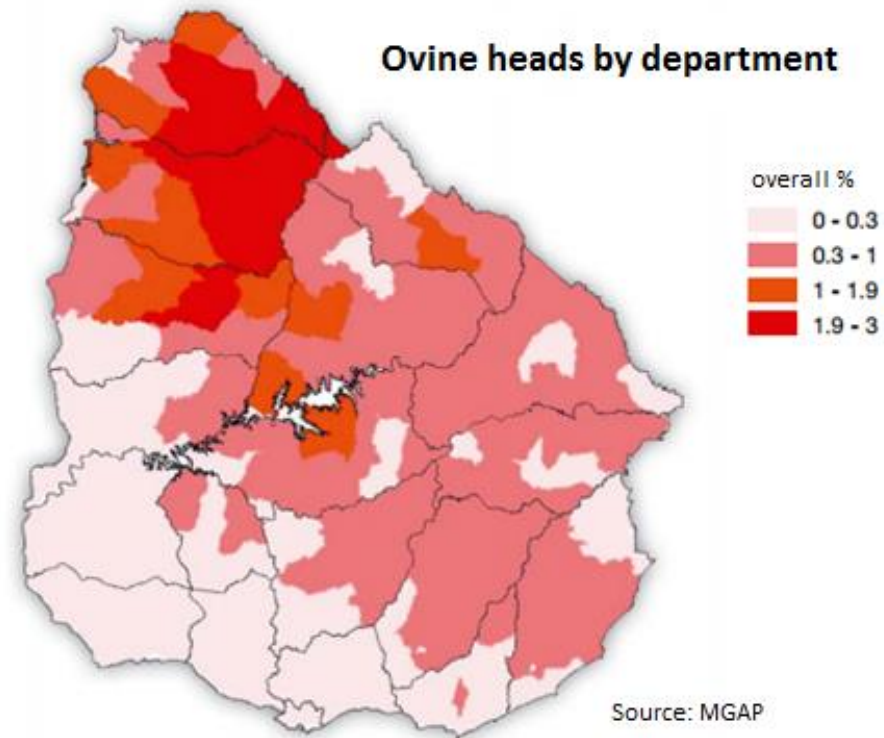 Ovine heads by department
overall %
0 - 0.3
0.3 - 1
1 - 1.9
1.9 - 3
Source: MGAP